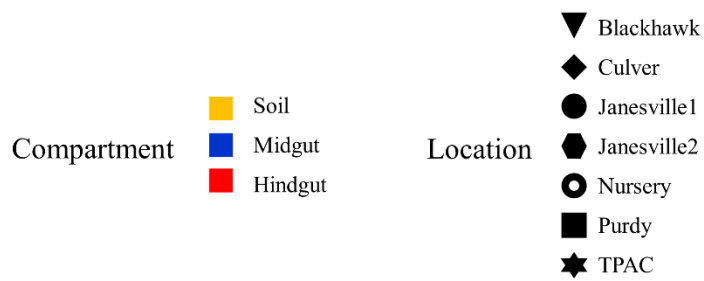 Compartment
Soil
Midgut
Hindgut
Location
Blackhawk
Culver
Janesville1
Janesville2
Nursery
Purdy
TPAC